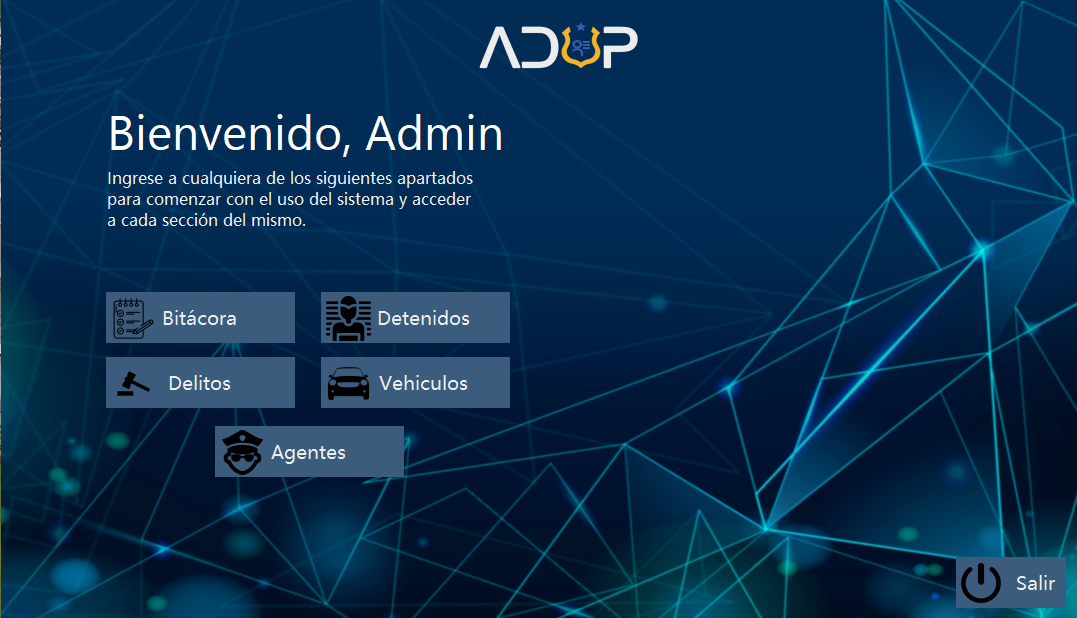 ADUP
Bienvenido, Admin
Ingrese a cualquiera de los siguientes apartados
para comenzar con el uso del sistema y acceder
a cada sección del mismo.
Bitácora
Detenidos
Delitos
Vehiculos
Agentes
Salir